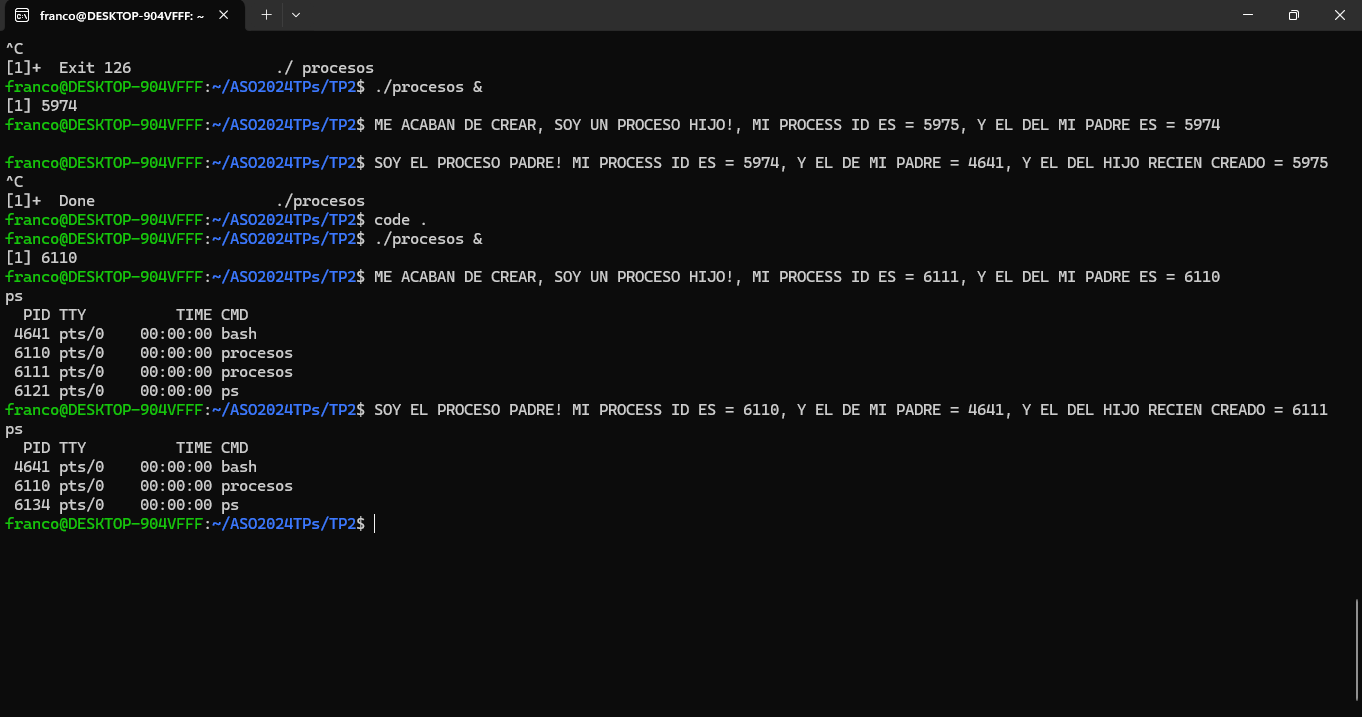 franco@DESKTOP-904VFFF: ~
^C
[1]+  Exit 126                ./ procesos
franco@DESKTOP-904VFFF:~/ASO2024TPs/TP2$ ./procesos &
[1] 5974
franco@DESKTOP-904VFFF:~/ASO2024TPs/TP2$ ME ACABAN DE CREAR, SOY UN PROCESO HIJO!, MI PROCESS ID ES = 5975, Y EL DEL MI PADRE ES = 5974
franco@DESKTOP-904VFFF:~/ASO2024TPs/TP2$ SOY EL PROCESO PADRE! MI PROCESS ID ES = 5974, Y EL DE MI PADRE = 4641, Y EL DEL HIJO RECIEN CREADO = 5975
^C
[1]+  Done                    ./procesos
franco@DESKTOP-904VFFF:~/ASO2024TPs/TP2$ code .
franco@DESKTOP-904VFFF:~/ASO2024TPs/TP2$ ./procesos &
[1] 6110
franco@DESKTOP-904VFFF:~/ASO2024TPs/TP2$ ME ACABAN DE CREAR, SOY UN PROCESO HIJO!, MI PROCESS ID ES = 6111, Y EL DEL MI PADRE ES = 6110
ps
  PID TTY          TIME CMD
 4641 pts/0    00:00:00 bash
 6110 pts/0    00:00:00 procesos
 6111 pts/0    00:00:00 procesos
 6121 pts/0    00:00:00 ps
franco@DESKTOP-904VFFF:~/ASO2024TPs/TP2$ SOY EL PROCESO PADRE! MI PROCESS ID ES = 6110, Y EL DE MI PADRE = 4641, Y EL DEL HIJO RECIEN CREADO = 6111
ps
  PID TTY          TIME CMD
 4641 pts/0    00:00:00 bash
 6110 pts/0    00:00:00 procesos
 6134 pts/0    00:00:00 ps
franco@DESKTOP-904VFFF:~/ASO2024TPs/TP2$